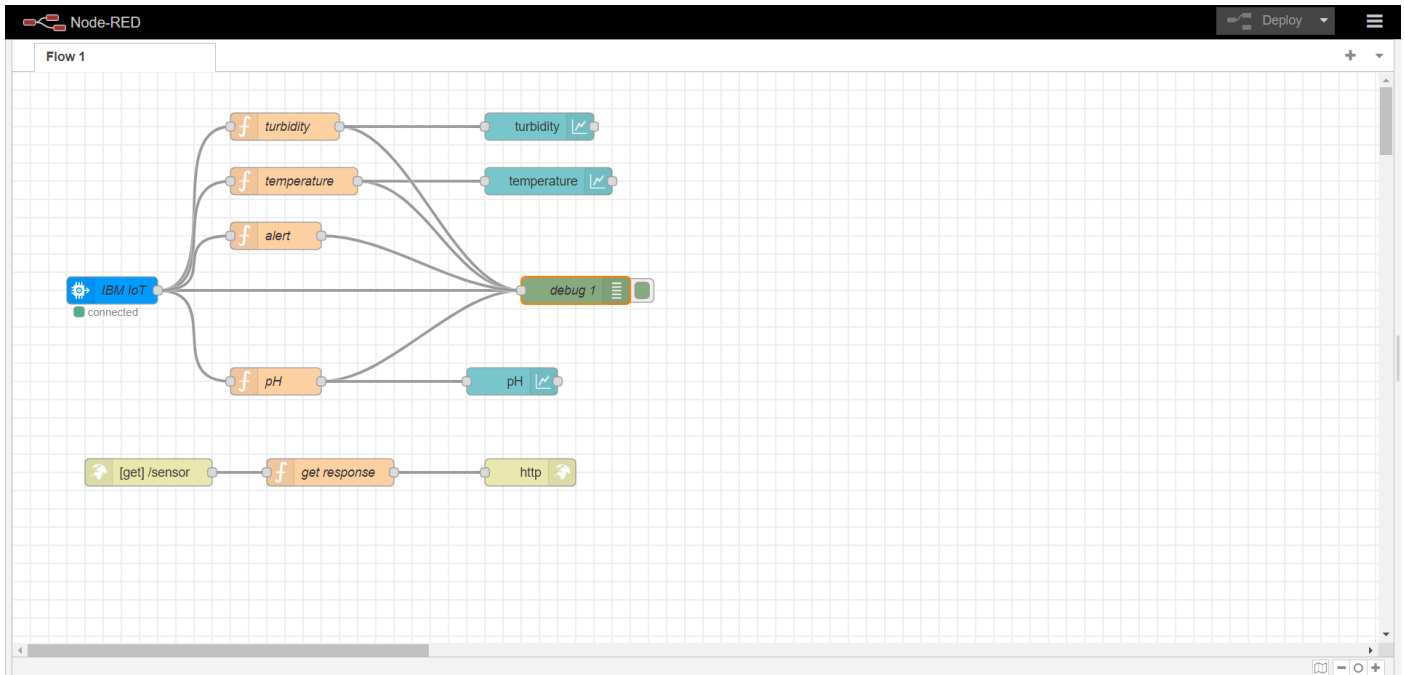 Node-RED
Deploy
Flow 1
turbidity
turbidity
temperature
temperature
alert
IBM IoT
debug 1
connected
pH
pH
[get] /sensor
get response
http